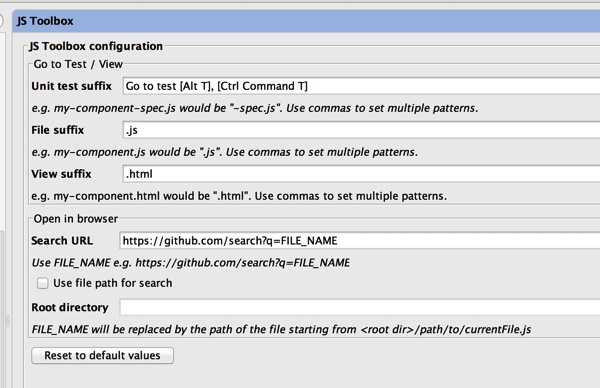 JS Toolbox
JS Toolbox configuration
Go to Test / View
Unit test suffix Go to test [Alt T], [Ctrl Command T]
e.g. my-component-spec.js would be "-spec.js". Use commas to set multiple patterns.
File suffix .js
e.g. my-component.js would be ".js". Use commas to set multiple patterns.
View suffix .html
e.g. my-component.html would be ".html". Use commas to set multiple patterns.
Open in browser
Search URL https://github.com/search?q=FILE_NAME
Use FILE_NAME e.g. https://github.com/search?q=FILE_NAME
Use file path for search
Root directory
FILE_NAME will be replaced by the path of the file starting from <root dir>/path/to/currentFile.js
Reset to default values